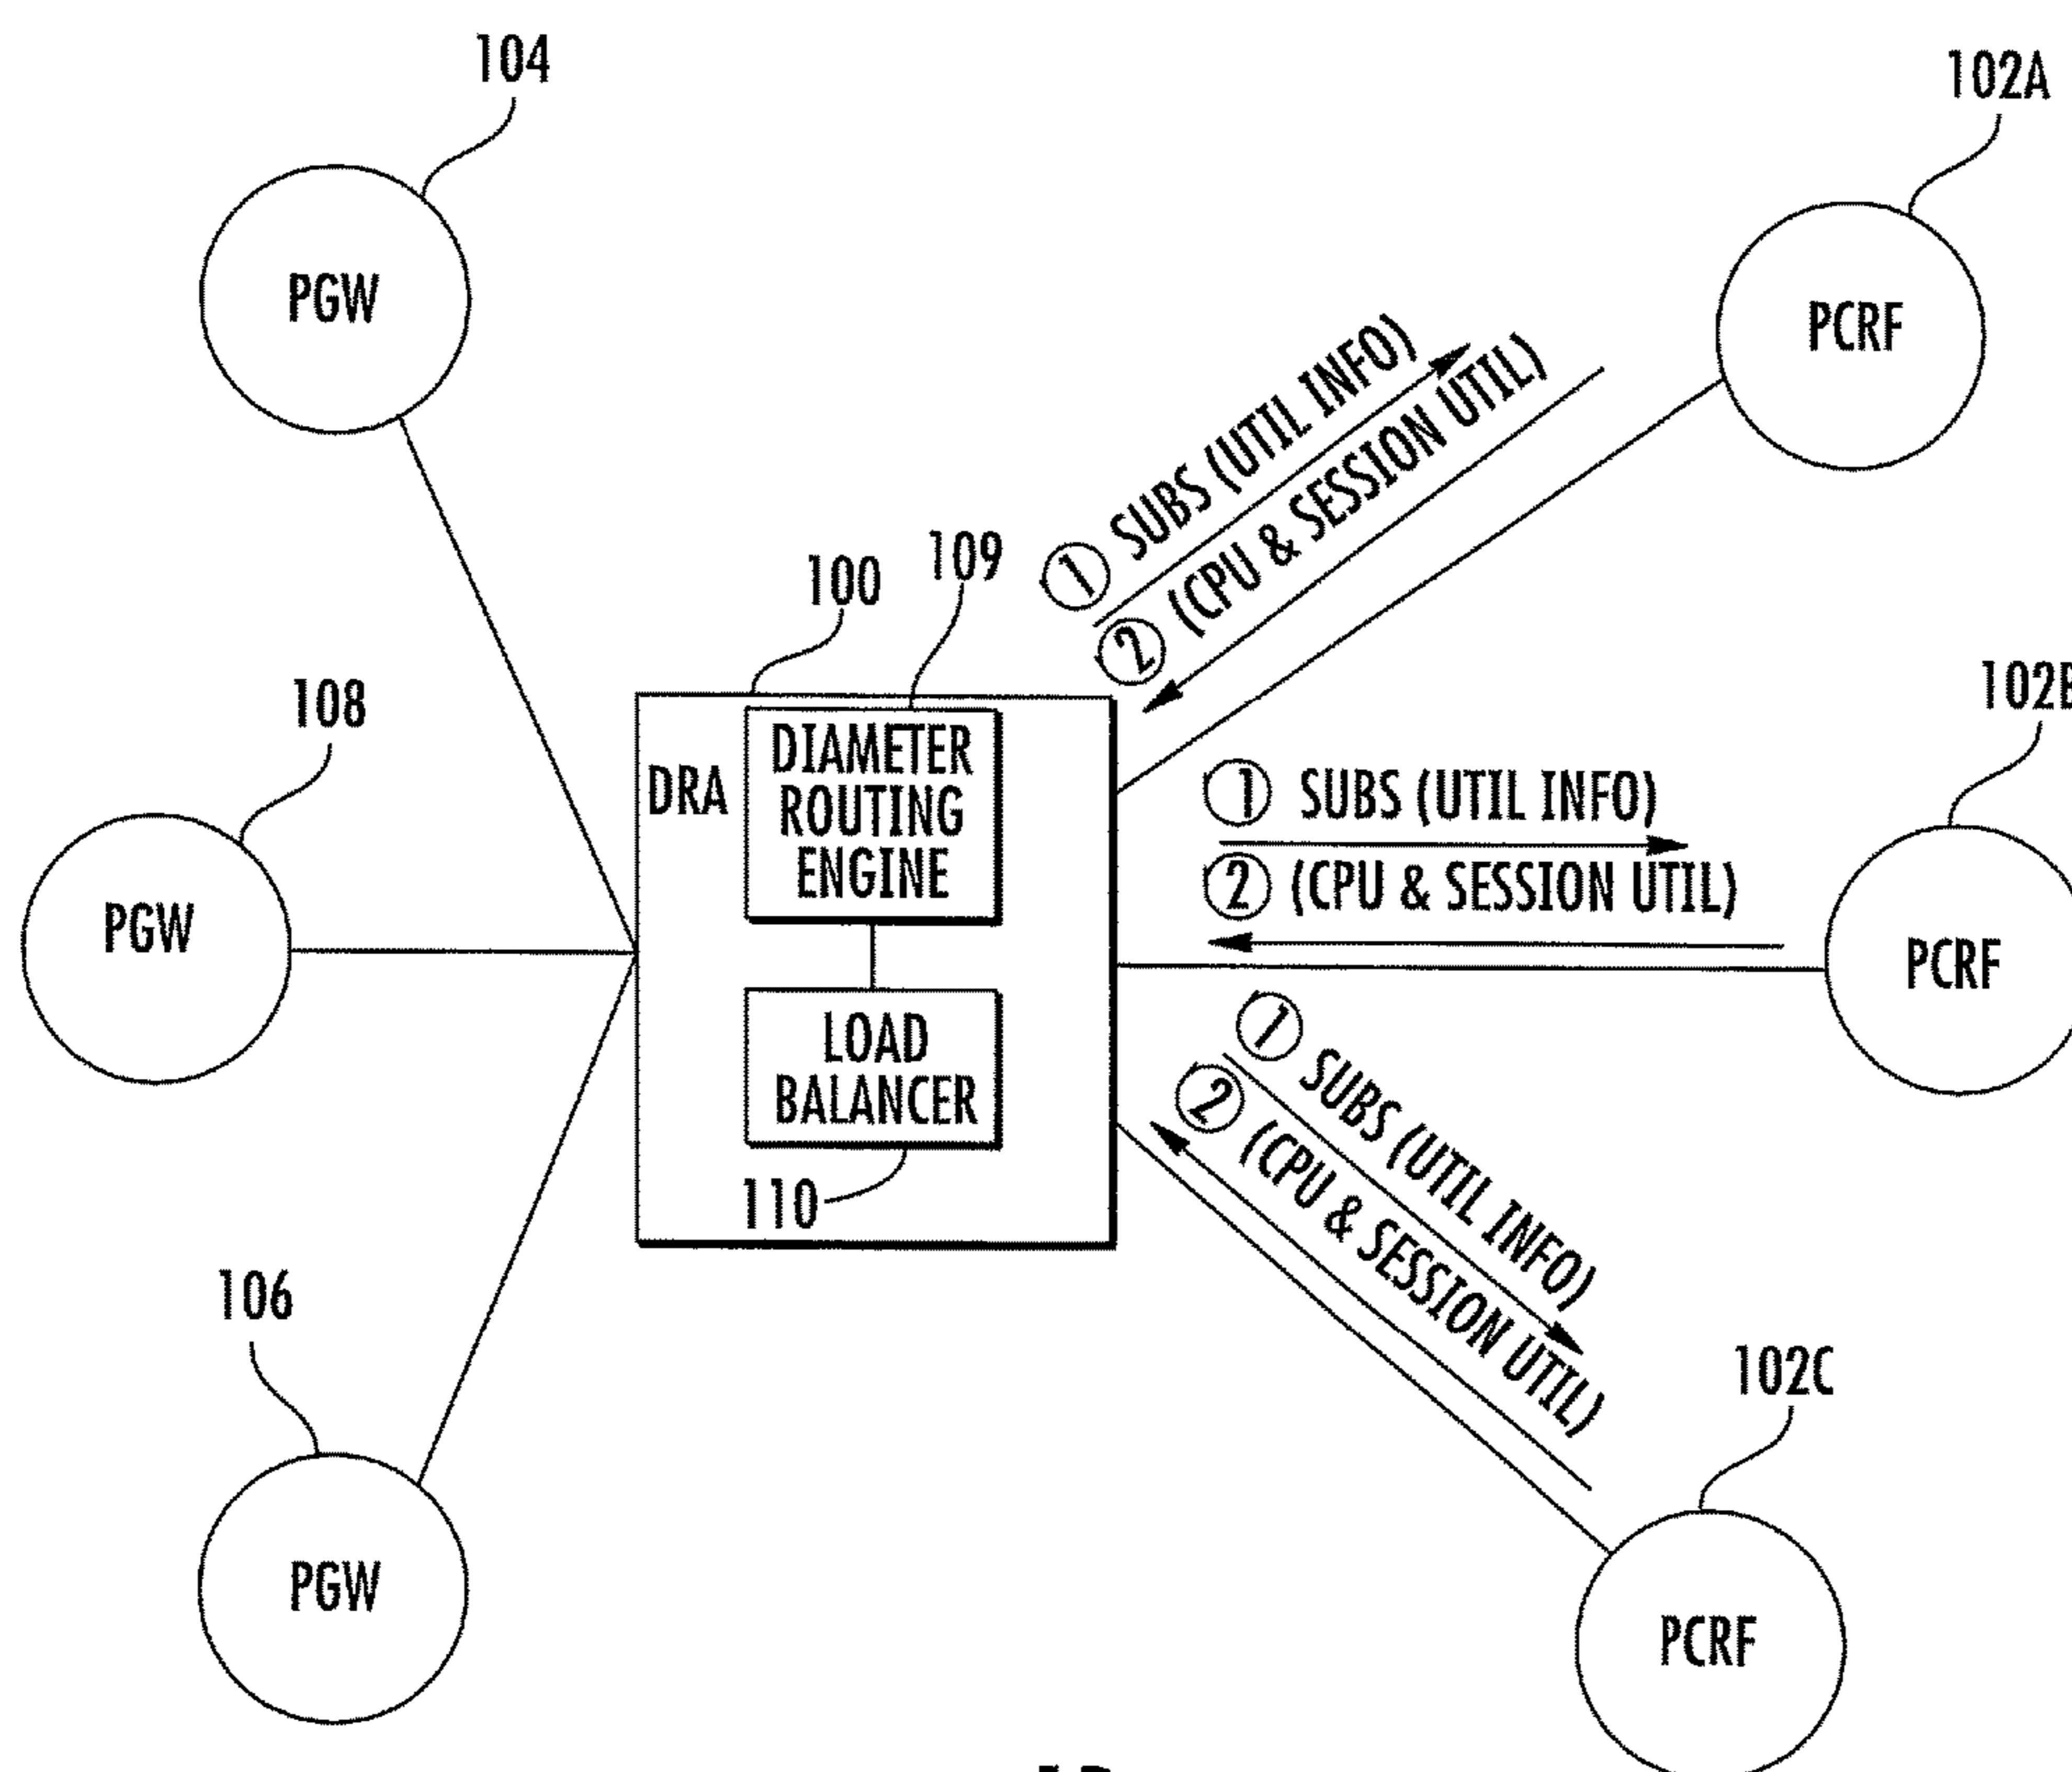 104
102A
PGW
PCRF
① SUBS (UTIL INFO)
② (CPU & SESSION UTIL)
109
100
108
102B
DRA
DIAMETER
ROUTING
ENGINE
① SUBS (UTIL INFO)
② (CPU & SESSION UTIL)
PGW
PCRF
LOAD
BALANCER
110
① SUBS (UTIL INFO)
② (CPU & SESSION UTIL)
106
102C
PGW
PCRF